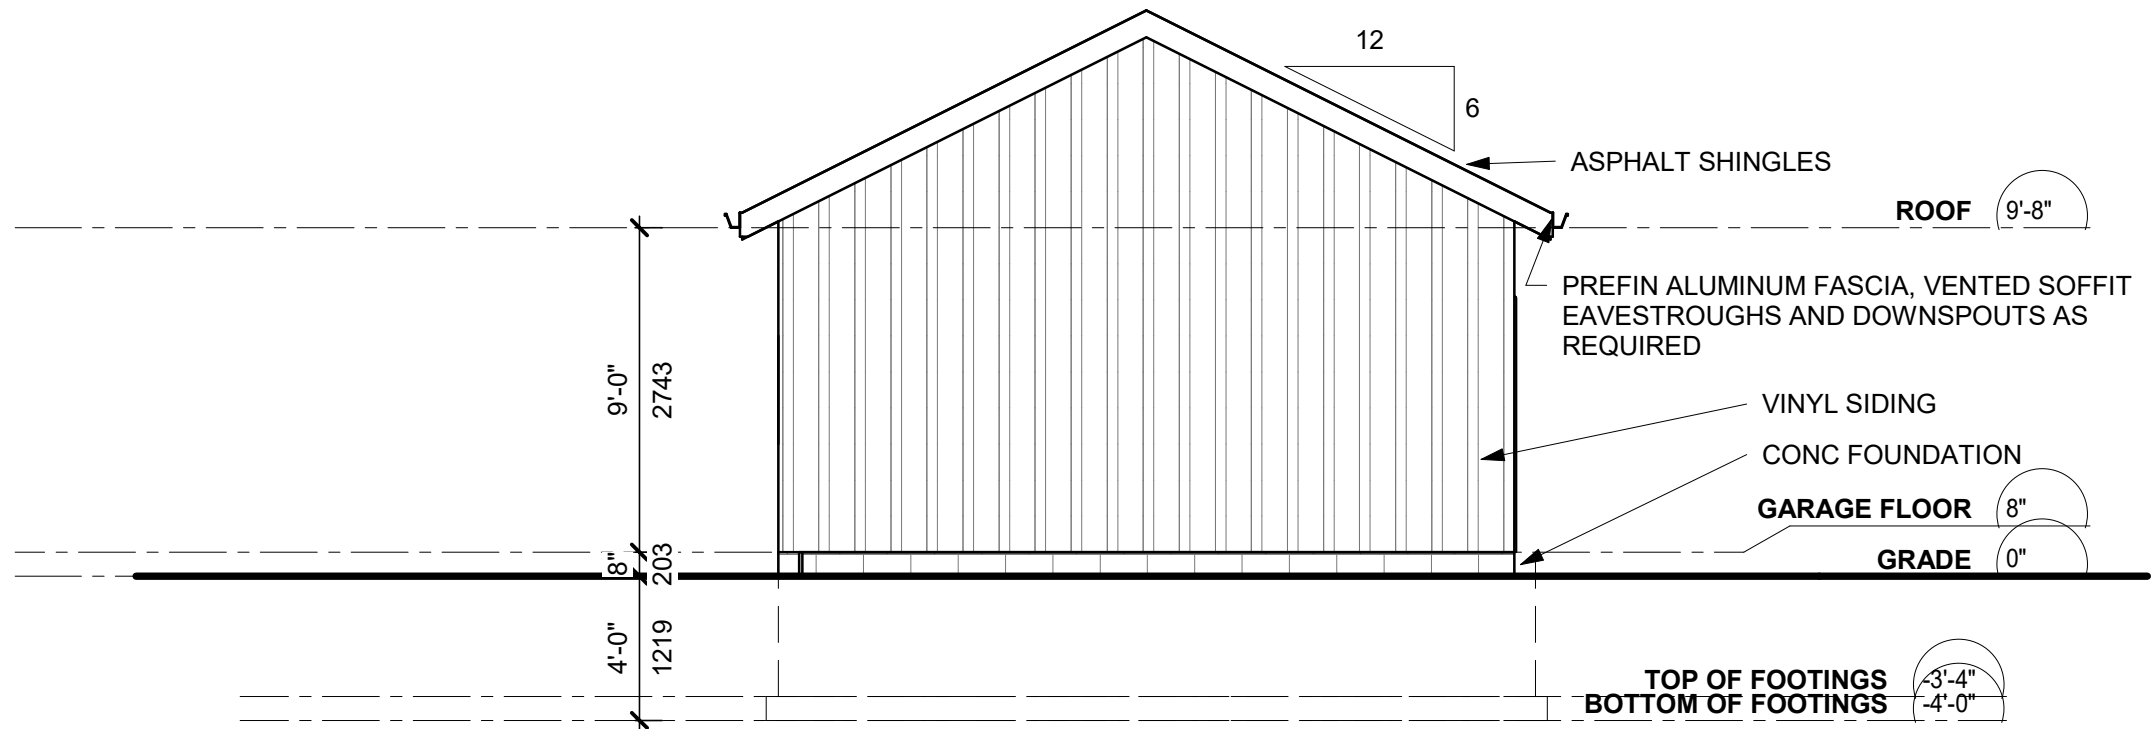 12
6
ASPHALT SHINGLES
ROOF 9'-8"
PREFIN ALUMINUM FASCIA, VENTED SOFFIT
EAVESTROUGHS AND DOWNSPOUTS AS
REQUIRED
9'-0"
2743
VINYL SIDING
CONC FOUNDATION
GARAGE FLOOR 8"
8"
203
GRADE 0"
4'-0"
1219
TOP OF FOOTINGS -3'-4"
BOTTOM OF FOOTINGS -4'-0"